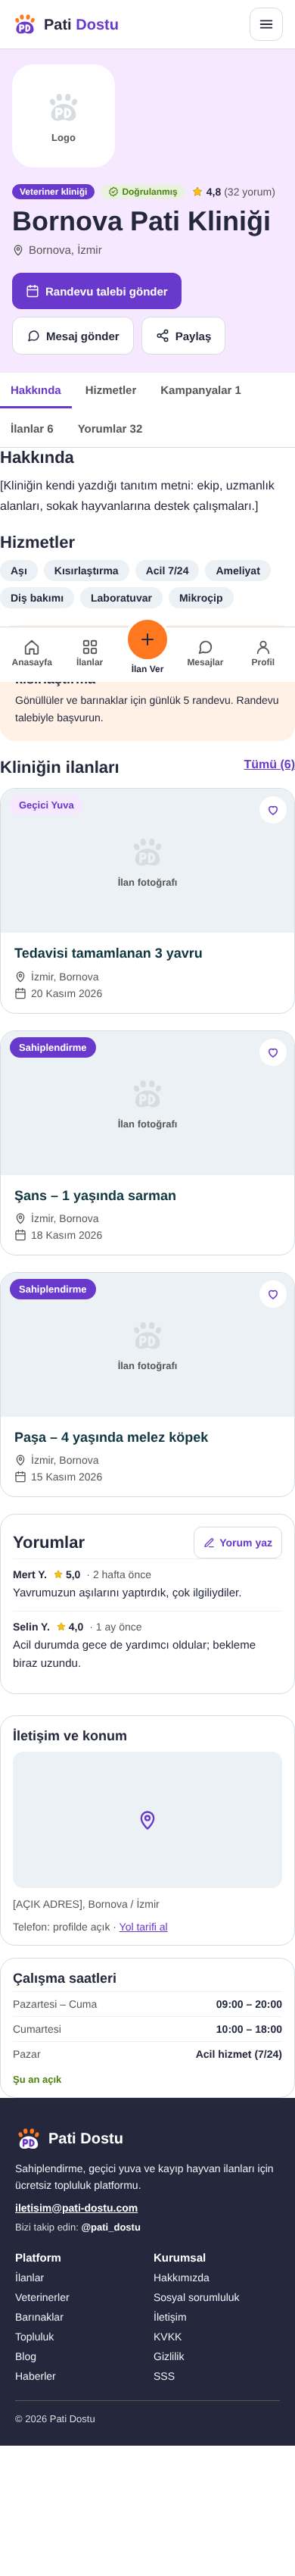 Pati Dostu
Logo
Veteriner kliniği
Doğrulanmış
4,8 (32 yorum)
Bornova Pati Kliniği
Bornova, İzmir
Randevu talebi gönder
Mesaj gönder
Paylaş
Hakkında
Hizmetler
Kampanyalar 1
İlanlar 6
Yorumlar 32
Hakkında
[Kliniğin kendi yazdığı tanıtım metni: ekip, uzmanlık
alanları, sokak hayvanlarına destek çalışmaları.]
Hizmetler
Aşı
Kısırlaştırma
Acil 7/24
Ameliyat
Diş bakımı
Laboratuvar
Mikroçip
Anasayfa
İlanlar
İlan Ver
Mesajlar
Profil
Gönüllüler ve barınaklar için günlük 5 randevu. Randevu
talebiyle başvurun.
Kliniğin ilanları
Tümü (6)
Geçici Yuva
PD
İlan fotoğrafı
Tedavisi tamamlanan 3 yavru
İzmir, Bornova
20 Kasım 2026
Sahiplendirme
PD
İlan fotoğrafı
Şans – 1 yaşında sarman
İzmir, Bornova
18 Kasım 2026
Sahiplendirme
PD
İlan fotoğrafı
Paşa – 4 yaşında melez köpek
İzmir, Bornova
15 Kasım 2026
Yorumlar
Yorum yaz
Mert Y. 5,0 · 2 hafta önce
Yavrumuzun aşılarını yaptırdık, çok ilgiliydiler.
Selin Y. 4,0 · 1 ay önce
Acil durumda gece de yardımcı oldular; bekleme
biraz uzundu.
İletişim ve konum
[AÇIK ADRES], Bornova / İzmir
Telefon: profilde açık · Yol tarifi al
Çalışma saatleri
Pazartesi – Cuma 09:00 – 20:00
Cumartesi 10:00 – 18:00
Pazar Acil hizmet (7/24)
Şu an açık
PD
Pati Dostu
Sahiplendirme, geçici yuva ve kayıp hayvan ilanları için
ücretsiz topluluk platformu.
iletisim@pati-dostu.com
Bizi takip edin: @pati_dostu
Platform
İlanlar
Veterinerler
Barınaklar
Topluluk
Blog
Haberler
Kurumsal
Hakkımızda
Sosyal sorumluluk
İletişim
KVKK
Gizlilik
SSS
© 2026 Pati Dostu